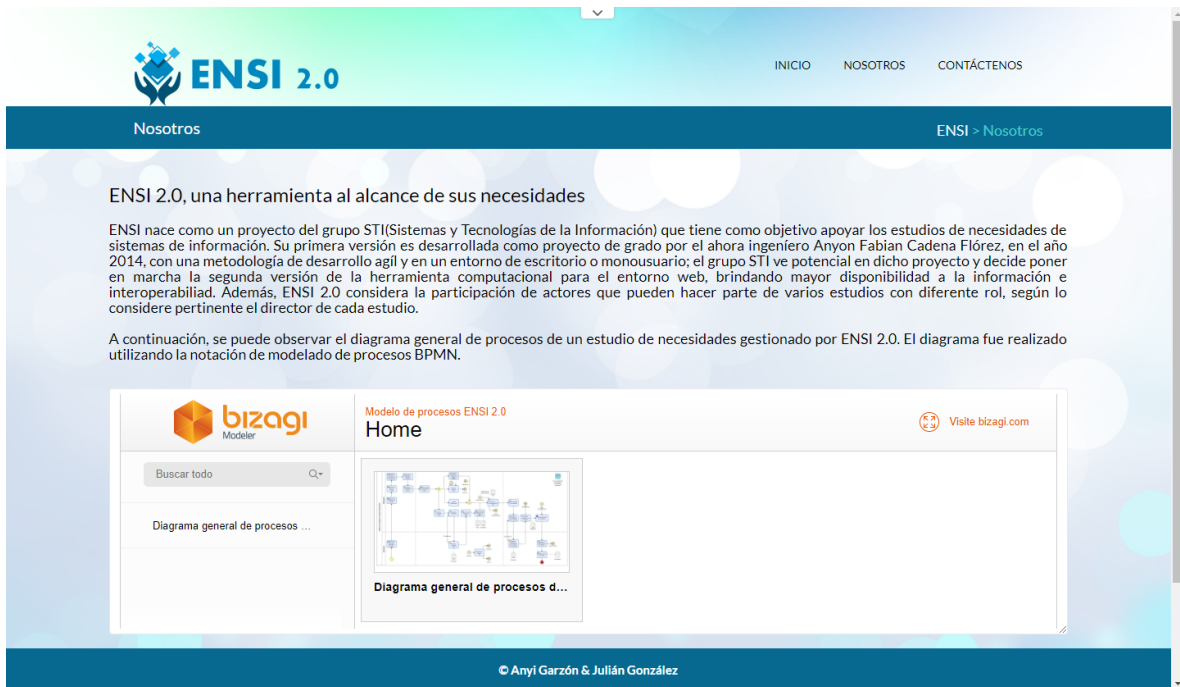 ENSI 2.0
INICIO NOSOTROS CONTÁCTENOS
Nosotros
ENSI > Nosotros
ENSI 2.0, una herramienta al alcance de sus necesidades
ENSI nace como un proyecto del grupo STI(Sistemas y Tecnologías de la Información) que tiene como objetivo apoyar los estudios de necesidades de
sistemas de información. Su primera versión es desarrollada como proyecto de grado por el ahora ingeníero Anyon Fabian Cadena Flórez, en el año
2014, con una metodología de desarrollo agíl y en un entorno de escritorio o monousuario; el grupo STI ve potencial en dicho proyecto y decide poner
en marcha la segunda versión de la herramienta computacional para el entorno web, brindando mayor disponibilidad a la información e
interoperabiliad. Además, ENSI 2.0 considera la participación de actores que pueden hacer parte de varios estudios con diferente rol, según lo
considere pertinente el director de cada estudio.
A continuación, se puede observar el diagrama general de procesos de un estudio de necesidades gestionado por ENSI 2.0. El diagrama fue realizado
utilizando la notación de modelado de procesos BPMN.
bizagi
Modeler
Modelo de procesos ENSI 2.0
Home
Visite bizagi.com
Buscar todo
Diagrama general de procesos ...
Diagrama general de procesos d...
© Anyi Garzón & Julián González